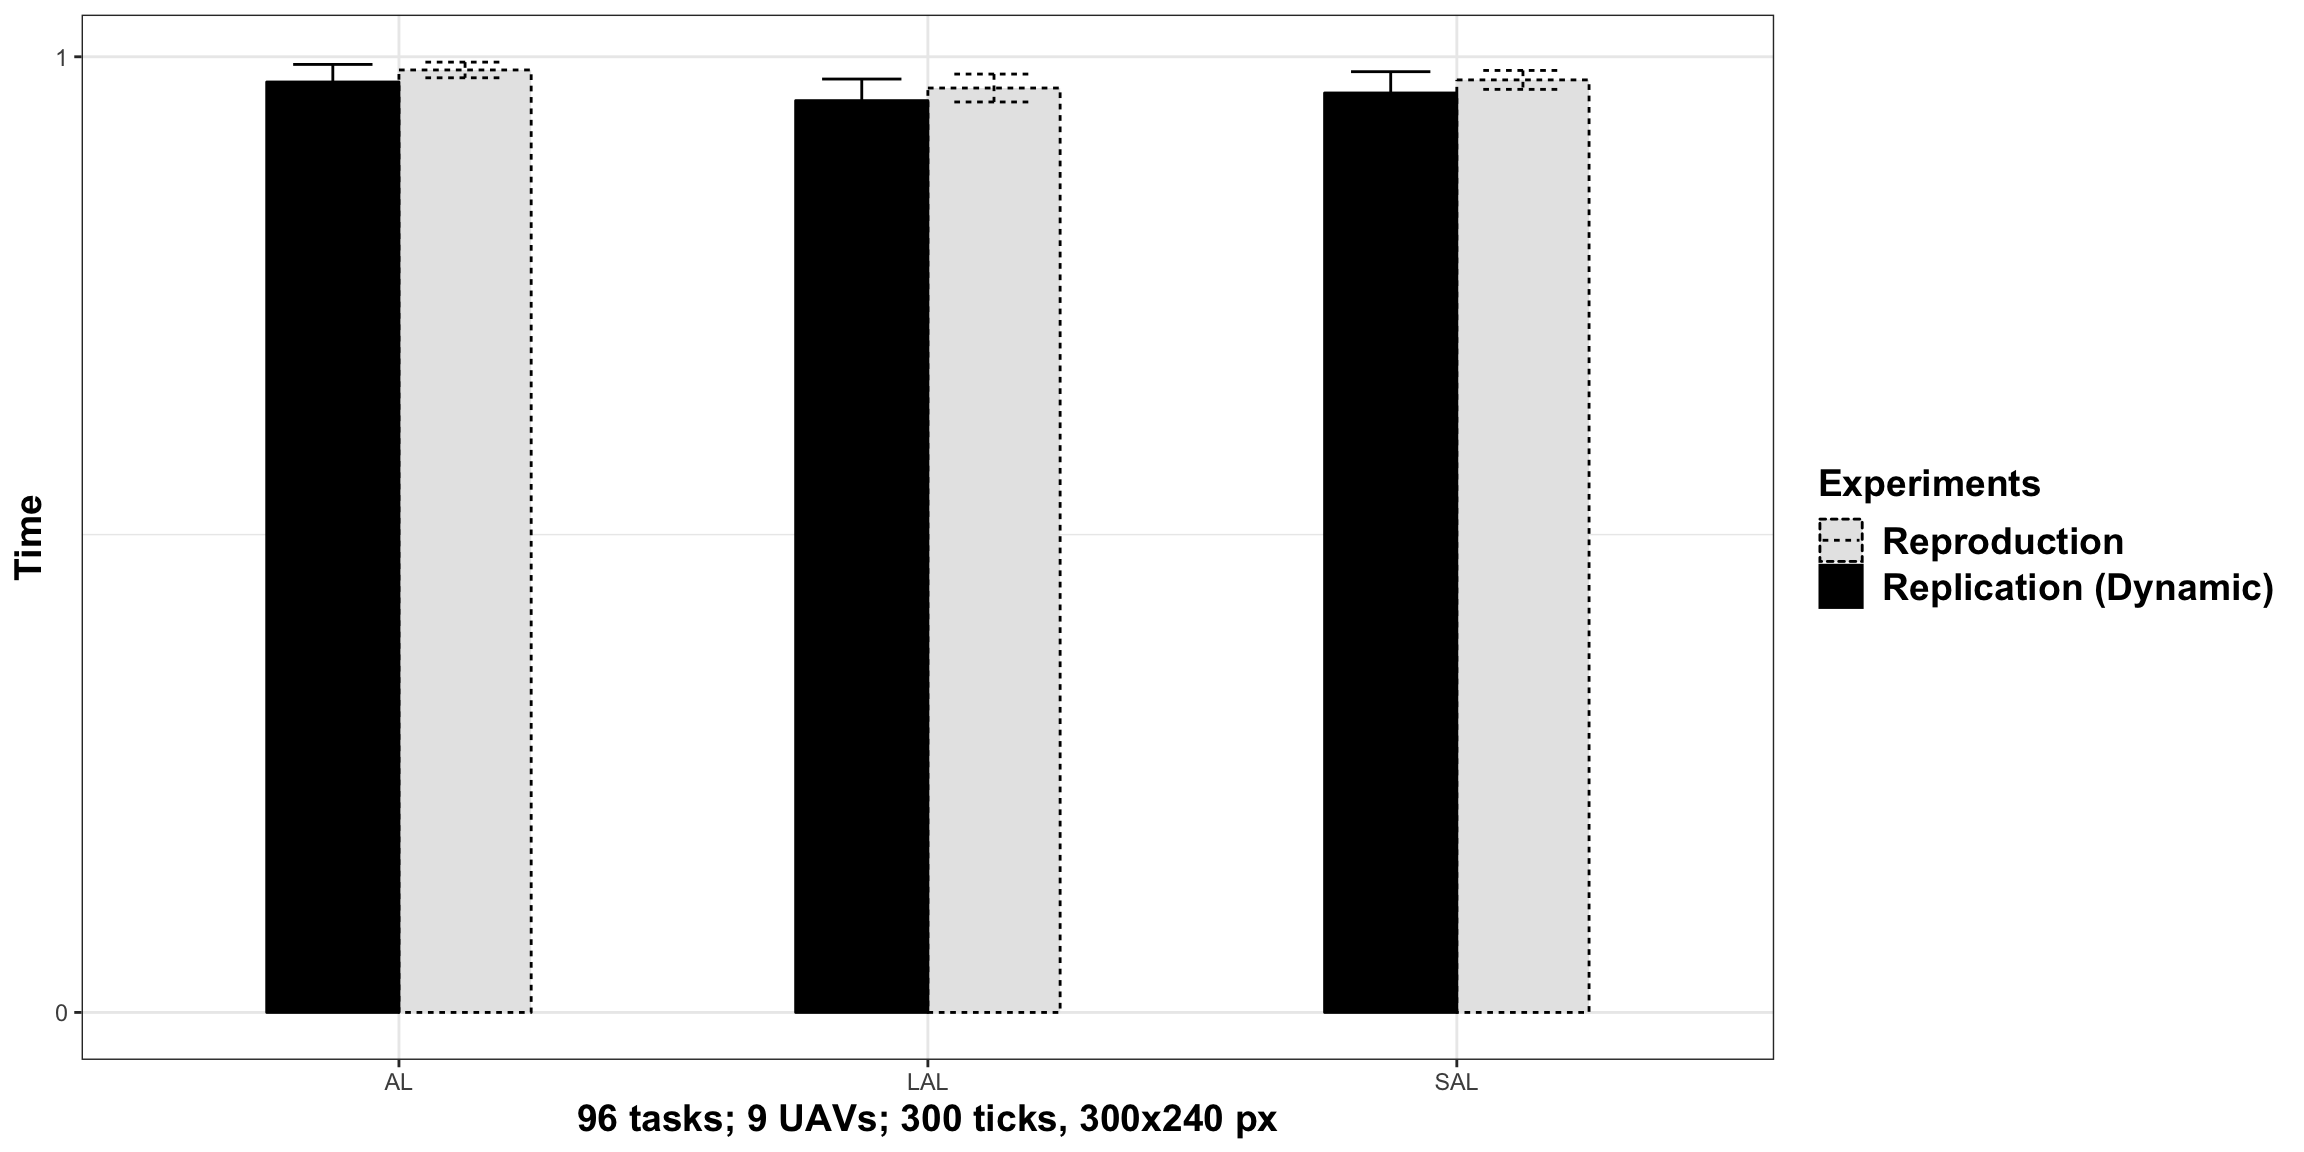 1
0
Time
AL
LAL
SAL
96 tasks; 9 UAVs; 300 ticks, 300x240 px
Experiments
Reproduction
Replication (Dynamic)